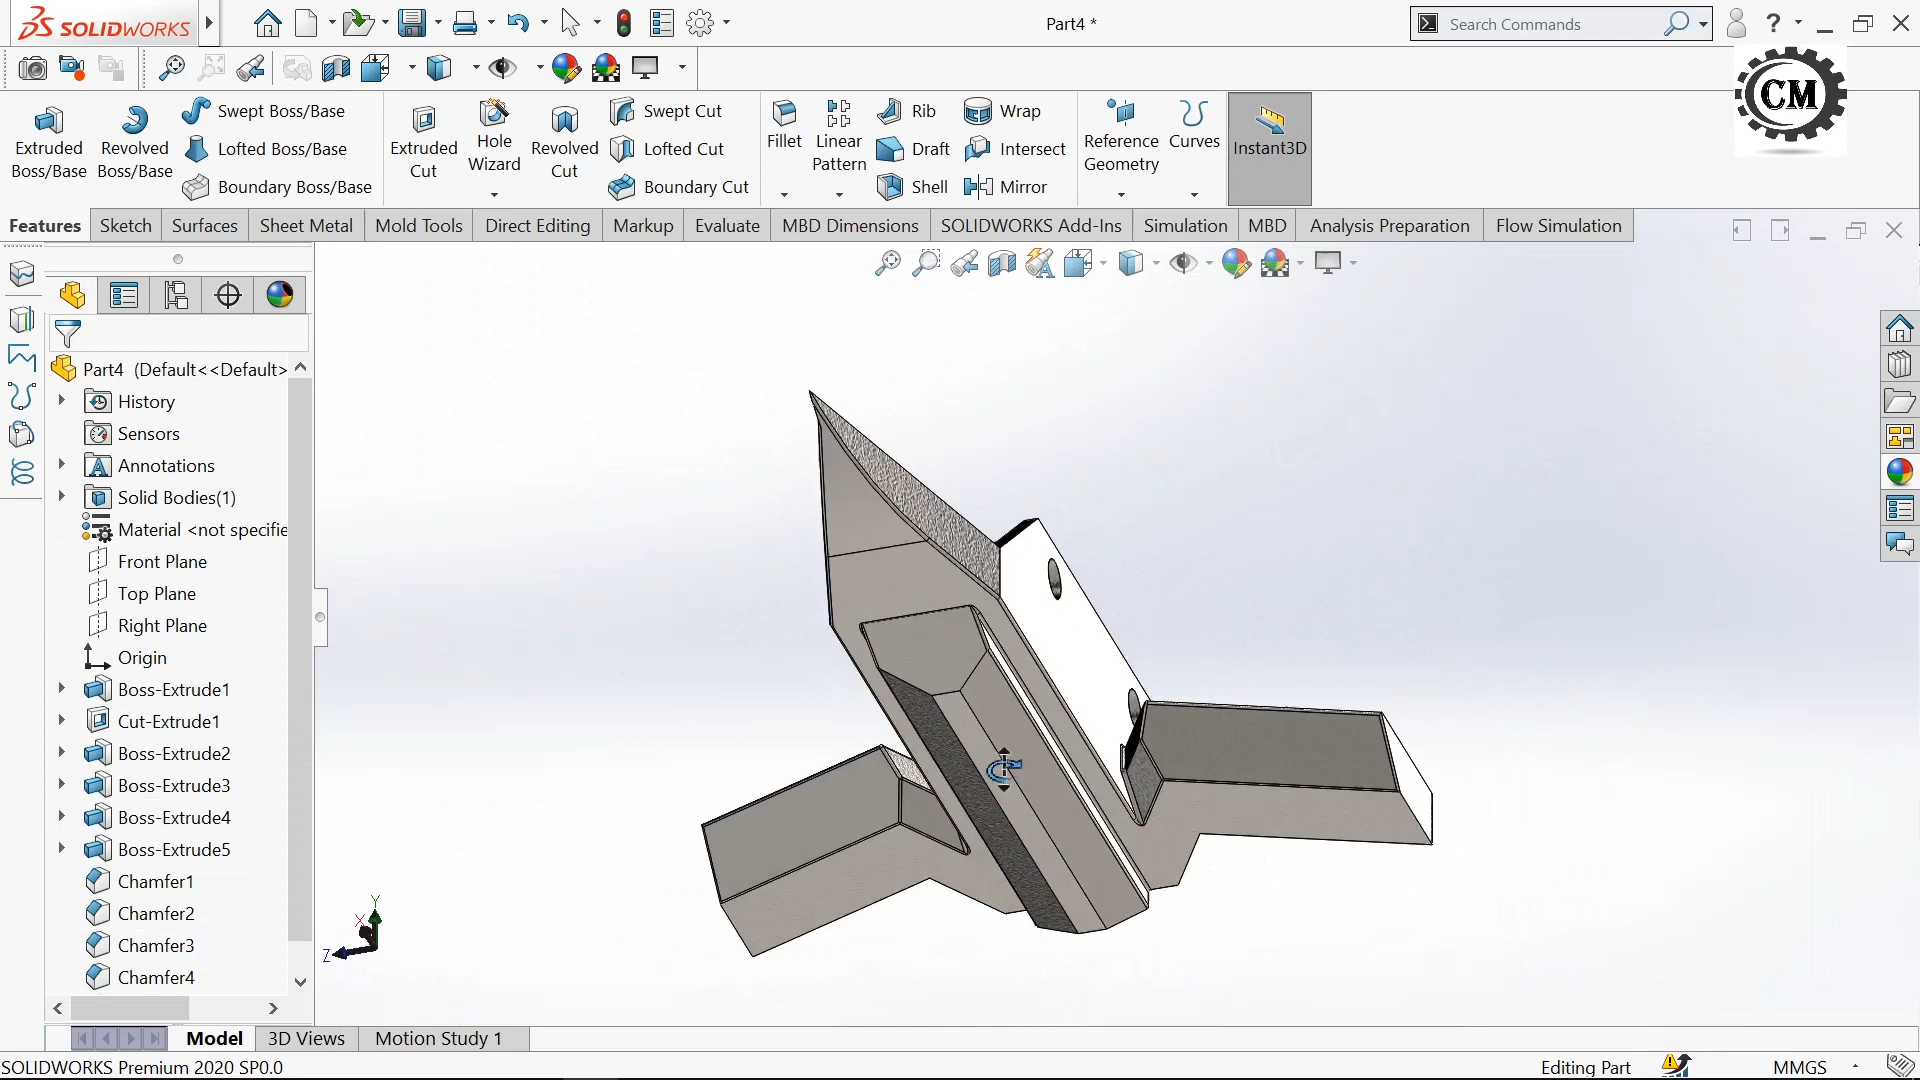 SOLIDWORKS
Part4 *
Search Commands
?
CM
Extruded Boss/Base
Revolved Boss/Base
Swept Boss/Base
Lofted Boss/Base
Boundary Boss/Base
Extruded Cut
Hole Wizard
Revolved Cut
Swept Cut
Lofted Cut
Boundary Cut
Fillet
Linear Pattern
Rib
Draft
Shell
Wrap
Intersect
Mirror
Reference Geometry
Curves
Instant3D
Features Sketch Surfaces Sheet Metal Mold Tools Direct Editing Markup Evaluate MBD Dimensions SOLIDWORKS Add-Ins Simulation MBD Analysis Preparation Flow Simulation
Part4 (Default<<Default>
History
Sensors
Annotations
Solid Bodies(1)
Material <not specifie
Front Plane
Top Plane
Right Plane
Origin
Boss-Extrude1
Cut-Extrude1
Boss-Extrude2
Boss-Extrude3
Boss-Extrude4
Boss-Extrude5
Chamfer1
Chamfer2
Chamfer3
Chamfer4
Y
X
Z
Model 3D Views Motion Study 1
SOLIDWORKS Premium 2020 SP0.0
Editing Part
MMGS